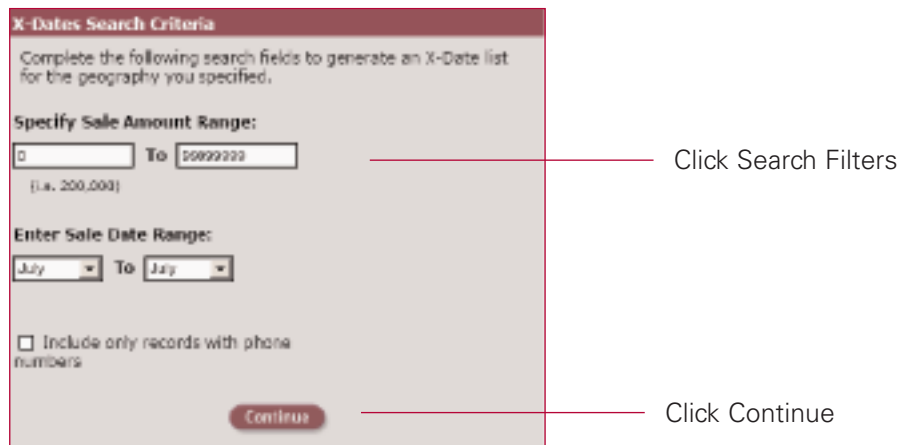 X-Dates Search Criteria
Complete the following search fields to generate an X-Date list
for the geography you specified.
Specify Sale Amount Range:
0 To 99999999
(i.e. 200,000)
Click Search Filters
Enter Sale Date Range:
July To July
Include only records with phone
numbers
Continue
Click Continue